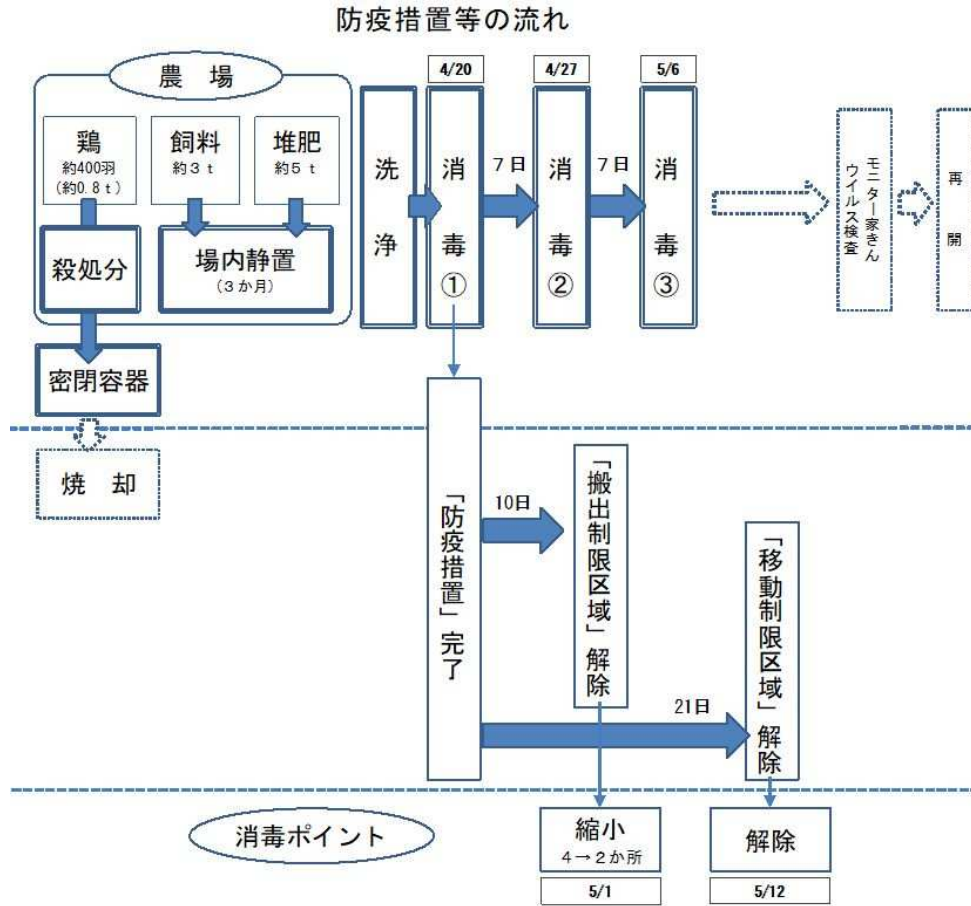 防疫措置等の流れ
農 場
鶏
約400羽
(約0.8t)
飼料
約3t
堆肥
約5t
殺処分
場内静置
(3か月)
密閉容器
焼 却
洗浄
4/20
消毒①
7日
4/27
消毒②
7日
5/6
消毒③
モニター家きん
ウイルス検査
再開
「防疫措置」完了
10日
「搬出制限区域」解除
21日
「移動制限区域」解除
消毒ポイント
縮小
4→2か所
5/1
解除
5/12